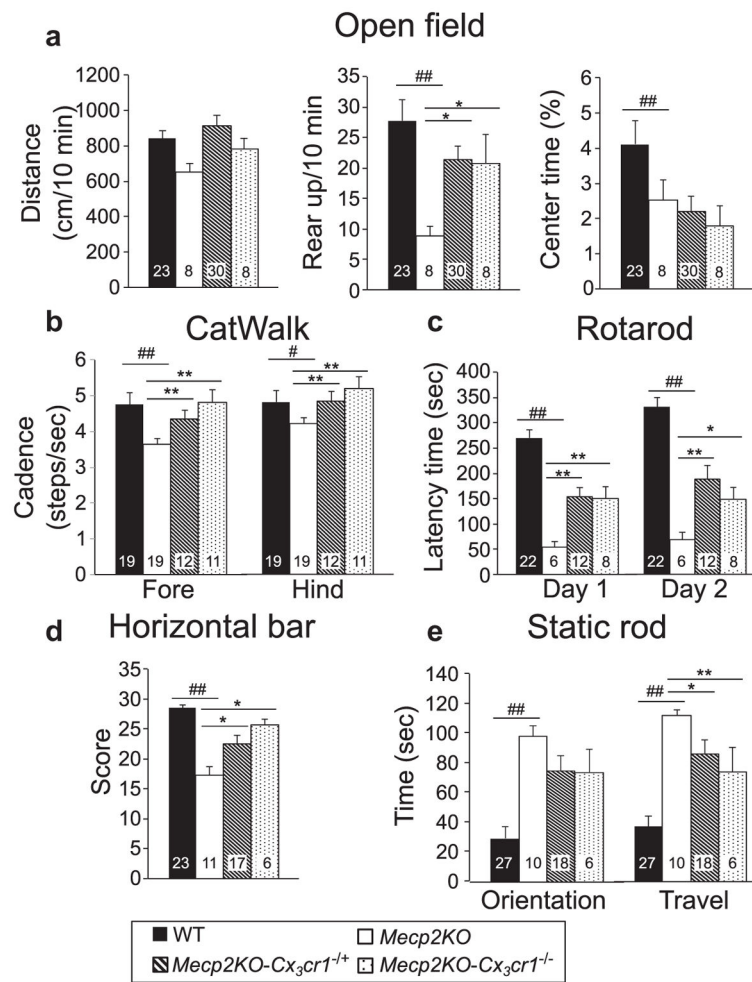 a
Open field
Distance
(cm/10 min)
1200
1000
800
600
400
200
0
23 8 30 8
Rear up/10 min
35
30
25
20
15
10
5
0
##
*
*
23 8 30 8
Center time (%)
6
5
4
3
2
1
0
##
23 8 30 8
b
CatWalk
Cadence
(steps/sec)
6
5
4
3
2
1
0
##
**
**
#
**
**
19 19 12 11 19 19 12 11
Fore Hind
c
Rotarod
Latency time (sec)
400
350
300
250
200
150
100
50
0
##
**
**
##
*
**
22 6 12 8 22 6 12 8
Day 1 Day 2
d
Horizontal bar
Score
35
30
25
20
15
10
5
0
##
*
*
23 11 17 6
e
Static rod
Time (sec)
140
120
100
80
60
40
20
0
##
**
##
*
27 10 18 6 27 10 18 6
Orientation Travel
WT Mecp2KO
Mecp2KO-Cx₃cr1⁻/⁺ Mecp2KO-Cx₃cr1⁻/⁻